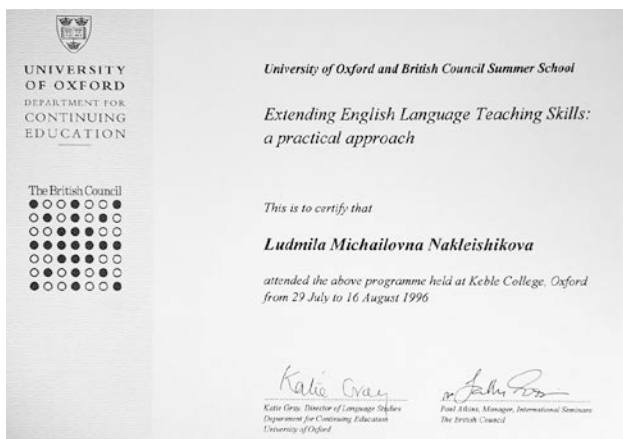 UNIVERSITY
OF OXFORD
DEPARTMENT FOR
CONTINUING
EDUCATION
The British Council
University of Oxford and British Council Summer School
Extending English Language Teaching Skills:
a practical approach
This is to certify that
Ludmila Michailovna Nakleishikova
attended the above programme held at Keble College, Oxford
from 29 July to 16 August 1996
Katie Gray
Katie Gray, Director of Language Studies
Department for Continuing Education
University of Oxford
Paul Atkins, Manager, International Seminars
The British Council